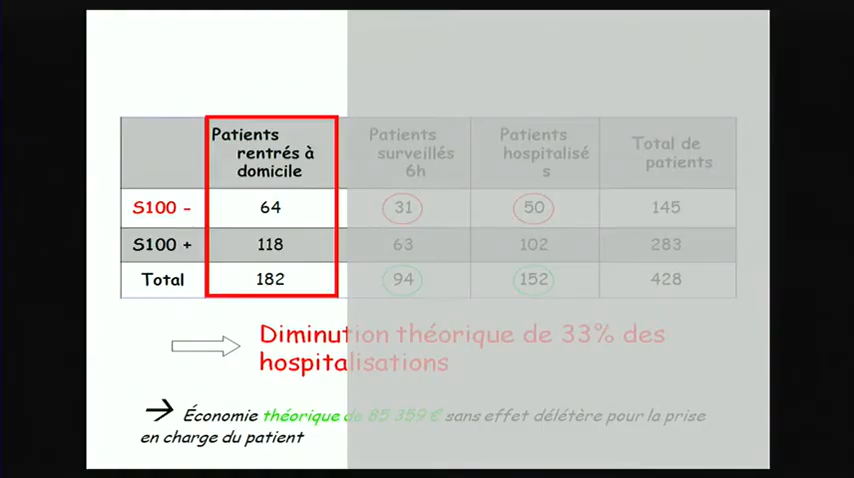 Patients rentrés à domicile Patients surveillés 6h Patients hospitalisé s Total de patients
S100 - 64 31 50 145
S100 + 118 63 102 283
Total 182 94 152 428
Diminution théorique de 33% des
hospitalisations
→ Économie théorique de 85 359 € sans effet délétère pour la prise
en charge du patient